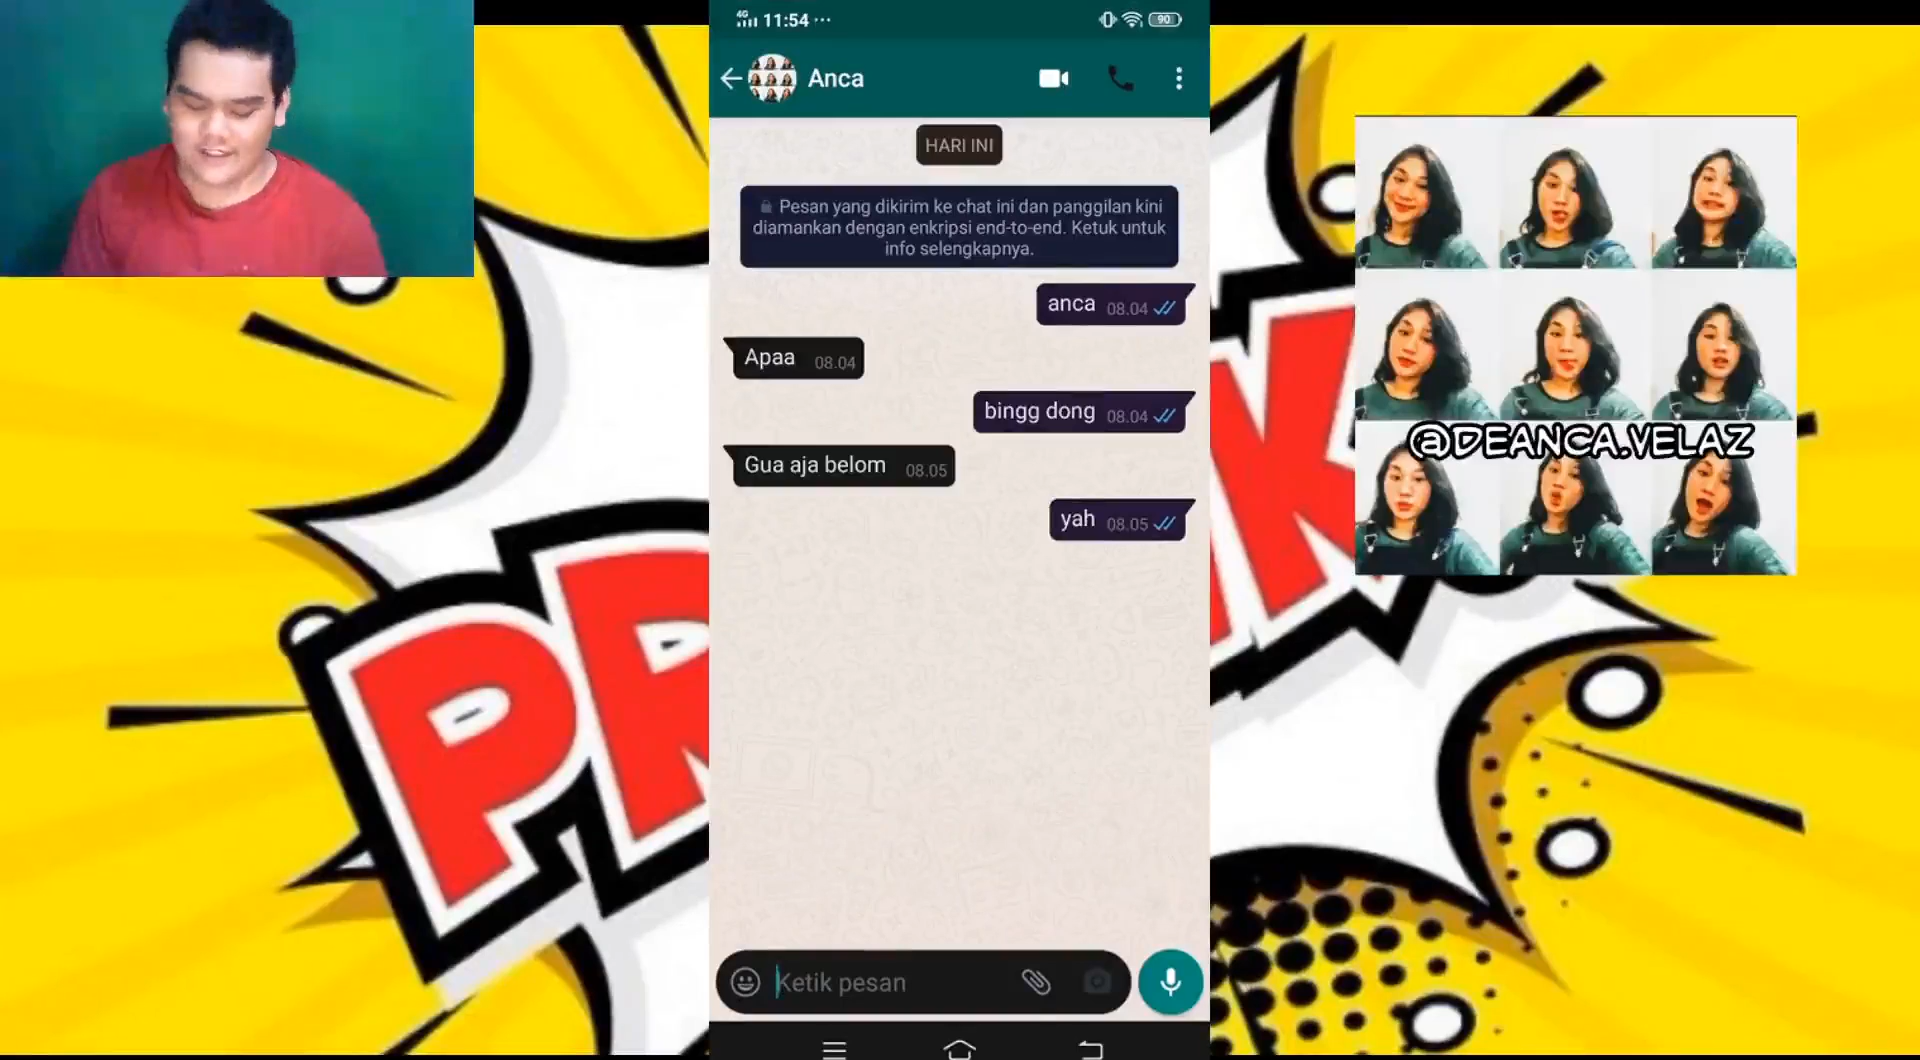 4G 11:54 ...
90
Anca
HARI INI
Pesan yang dikirim ke chat ini dan panggilan kini
diamankan dengan enkripsi end-to-end. Ketuk untuk
info selengkapnya.
anca 08.04
Apaa 08.04
bingg dong 08.04
Gua aja belom 08.05
yah 08.05
Ketik pesan
@DEANCA.VELAZ
PR
K